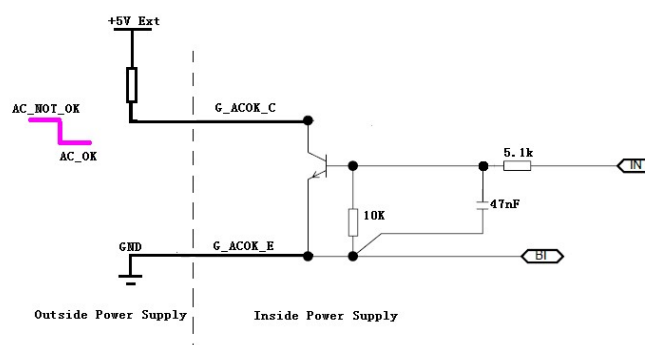 +5V Ext
AC_NOT_OK
G_ACOK_C
AC_OK
5.1k
IN
47nF
10K
GND
G_ACOK_E
BI
Outside Power Supply
Inside Power Supply